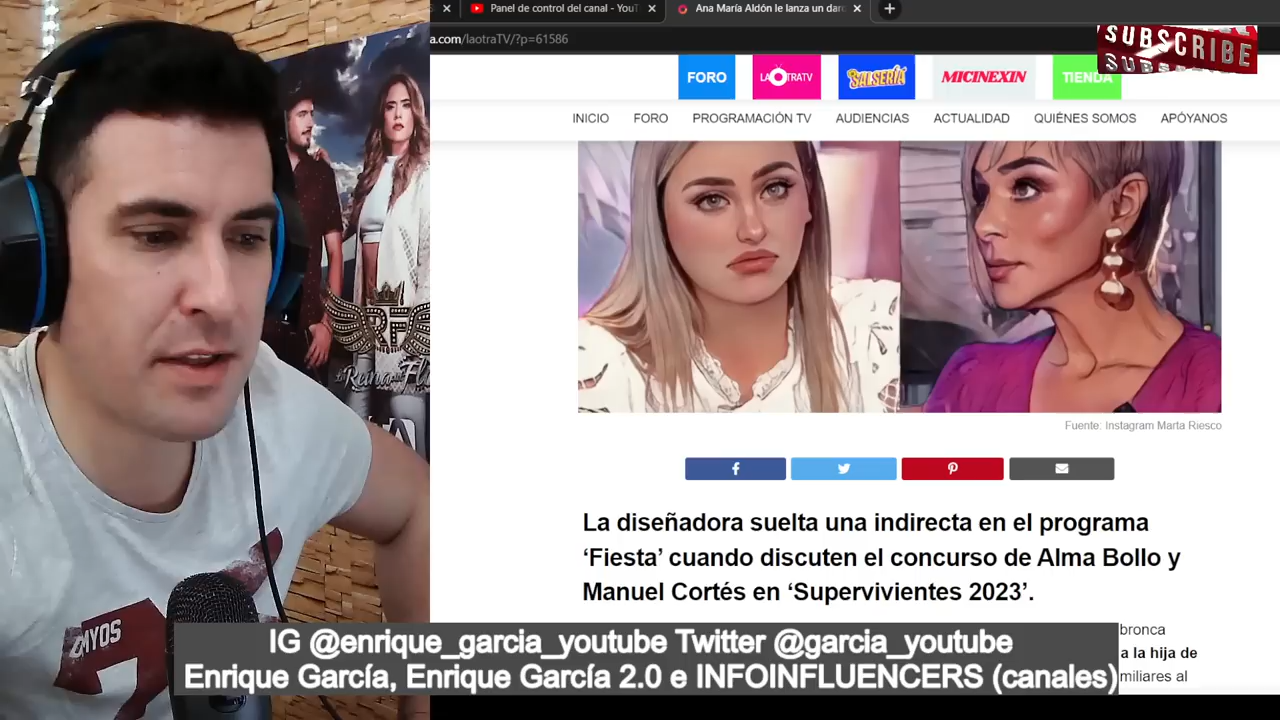 Panel de control del canal - YouT
Ana María Aldón le lanza un dard
a.com/laotraTV/?p=61586
SUBSCRIBE
FORO
LAOTRATV
SALSERÍA
MICINEXIN
TIENDA
INICIO
FORO
PROGRAMACIÓN TV
AUDIENCIAS
ACTUALIDAD
QUIÉNES SOMOS
APÓYANOS
RF
Fuente: Instagram Marta Riesco
La diseñadora suelta una indirecta en el programa
‘Fiesta’ cuando discuten el concurso de Alma Bollo y
Manuel Cortés en ‘Supervivientes 2023’.
bronca
a la hija de
miliares al
IG @enrique_garcia_youtube Twitter @garcia_youtube
Enrique García, Enrique García 2.0 e INFOINFLUENCERS (canales)